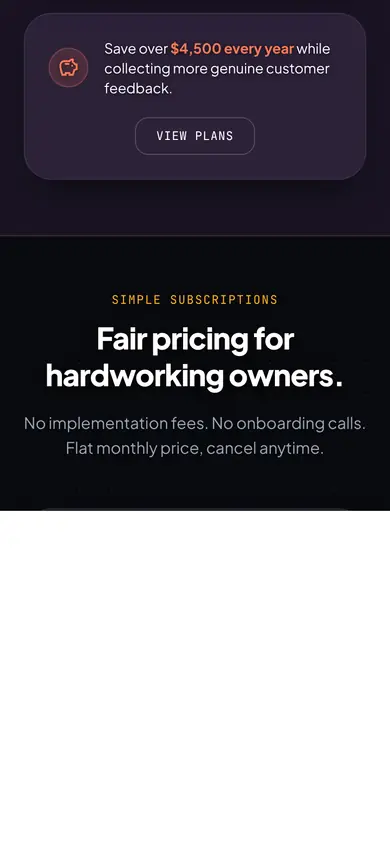 Save over $4,500 every year while
collecting more genuine customer
feedback.
VIEW PLANS
SIMPLE SUBSCRIPTIONS
Fair pricing for
hardworking owners.
No implementation fees. No onboarding calls.
Flat monthly price, cancel anytime.